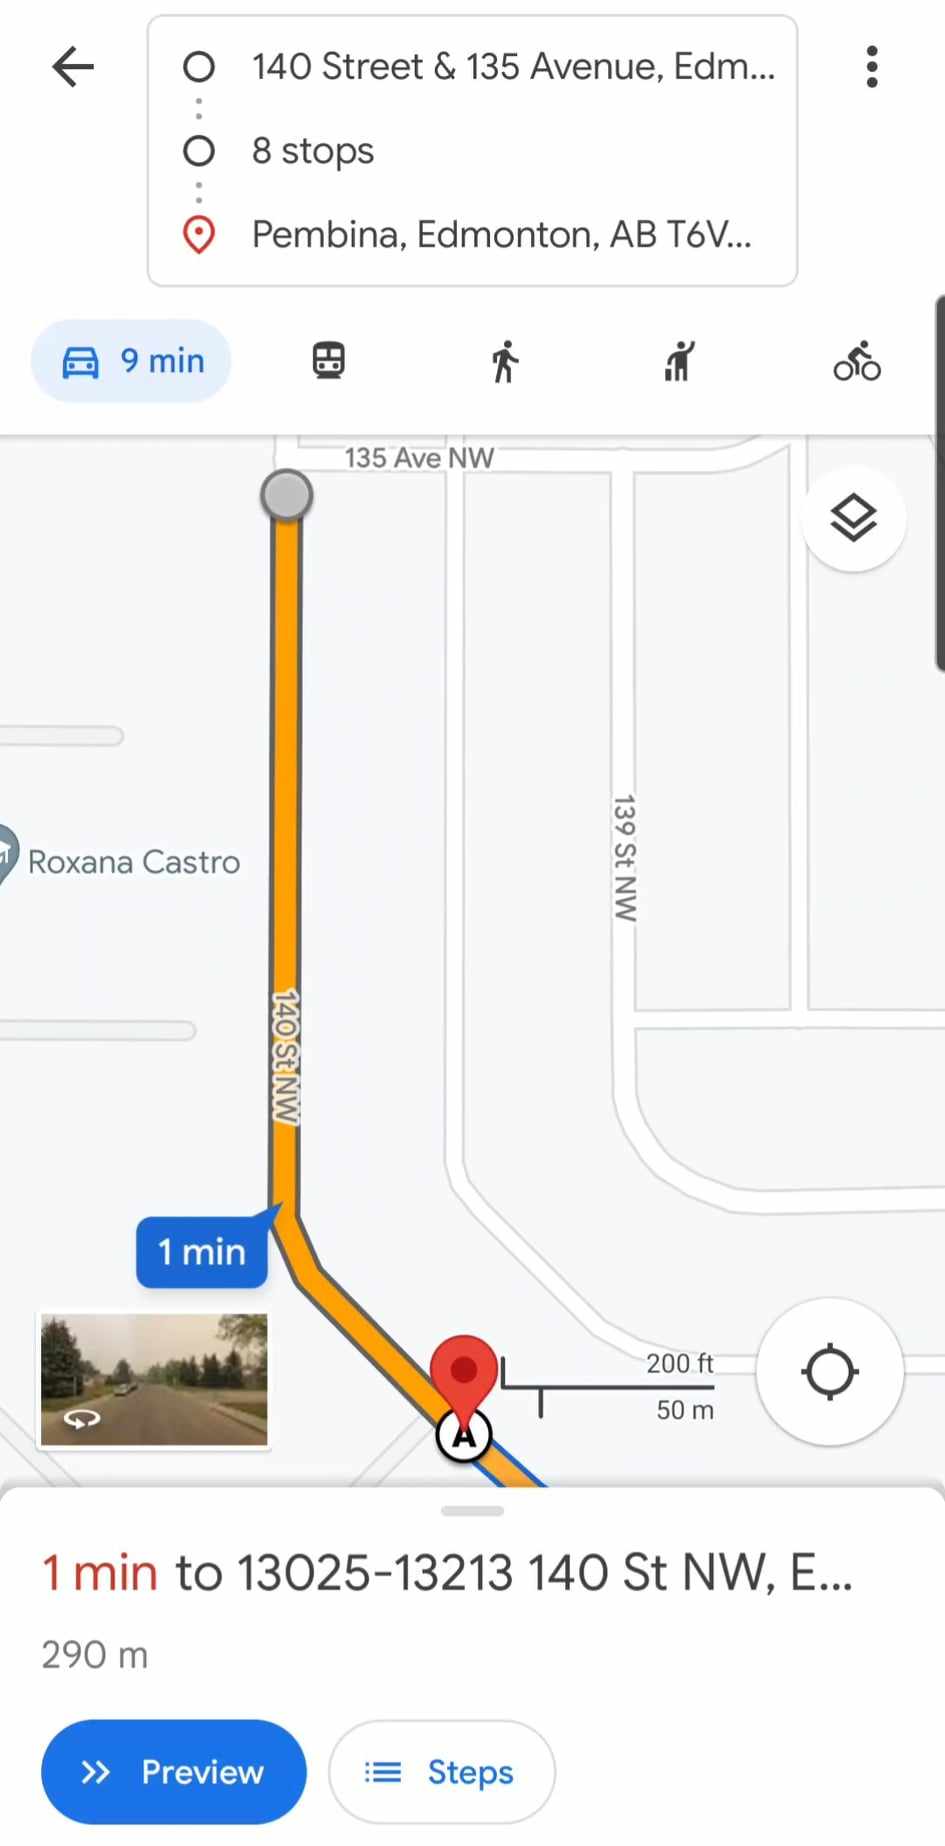 140 Street & 135 Avenue, Edm...
8 stops
Pembina, Edmonton, AB T6V...
9 min
135 Ave NW
139 St NW
Roxana Castro
140 St NW
1 min
200 ft
50 m
A
1 min to 13025-13213 140 St NW, E...
290 m
Preview
Steps